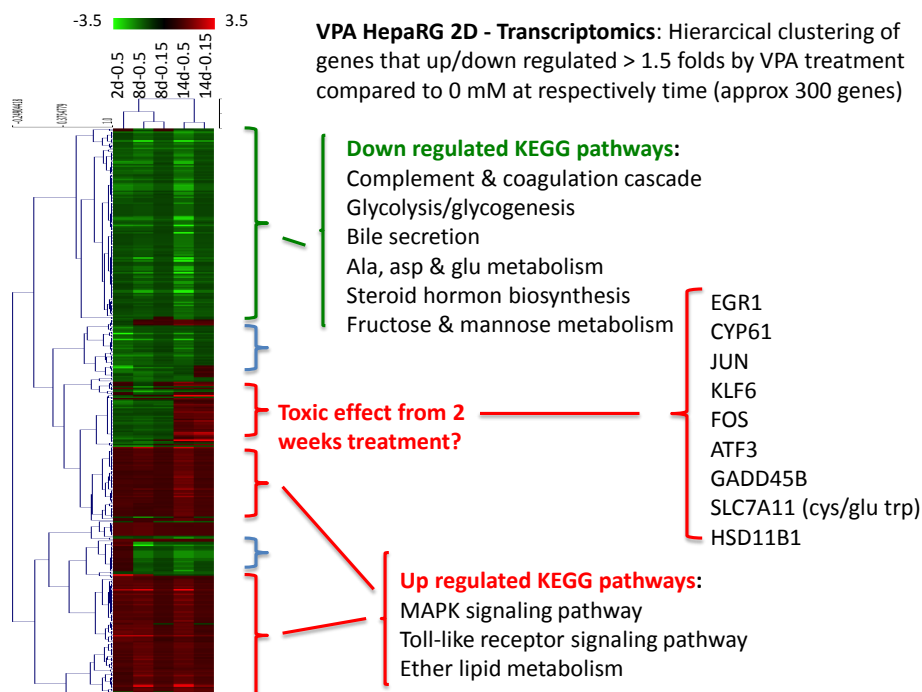 -3.5 3.5
2d-0.5
8d-0.5
8d-0.15
14d-0.5
14d-0.15
VPA HepaRG 2D - Transcriptomics: Hierarcical clustering of
genes that up/down regulated > 1.5 folds by VPA treatment
compared to 0 mM at respectively time (approx 300 genes)
1.0
Down regulated KEGG pathways:
Complement & coagulation cascade
Glycolysis/glycogenesis
Bile secretion
Ala, asp & glu metabolism
Steroid hormon biosynthesis
Fructose & mannose metabolism
Toxic effect from 2
weeks treatment?
EGR1
CYP61
JUN
KLF6
FOS
ATF3
GADD45B
SLC7A11 (cys/glu trp)
HSD11B1
Up regulated KEGG pathways:
MAPK signaling pathway
Toll-like receptor signaling pathway
Ether lipid metabolism